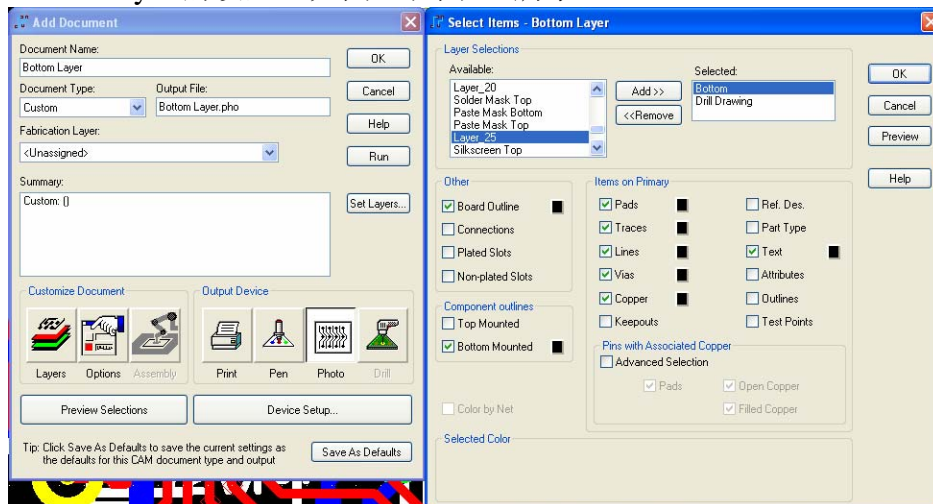 Add Document
Document Name:
Bottom Layer
Document Type:
Output File:
Custom
Bottom Layer.pho
Fabrication Layer:
<Unassigned>
Summary:
Custom: ()
OK
Cancel
Help
Run
Set Layers...
Customize Document
Layers
Options
Assembly
Output Device
Print
Pen
Photo
Drill
Preview Selections
Device Setup...
Tip: Click Save As Defaults to save the current settings as
the defaults for this CAM document type and output
Save As Defaults
Select Items - Bottom Layer
Layer Selections
Available:
Layer_20
Solder Mask Top
Paste Mask Bottom
Paste Mask Top
Layer_25
Silkscreen Top
Add >>
<<Remove
Selected:
Bottom
Drill Drawing
OK
Cancel
Preview
Help
Other
Board Outline
Connections
Plated Slots
Non-plated Slots
Component outlines
Top Mounted
Bottom Mounted
Color by Net
Items on Primary
Pads
Traces
Lines
Vias
Copper
Keepouts
Ref. Des.
Part Type
Text
Attributes
Outlines
Test Points
Pins with Associated Copper
Advanced Selection
Pads
Open Copper
Filled Copper
Selected Color